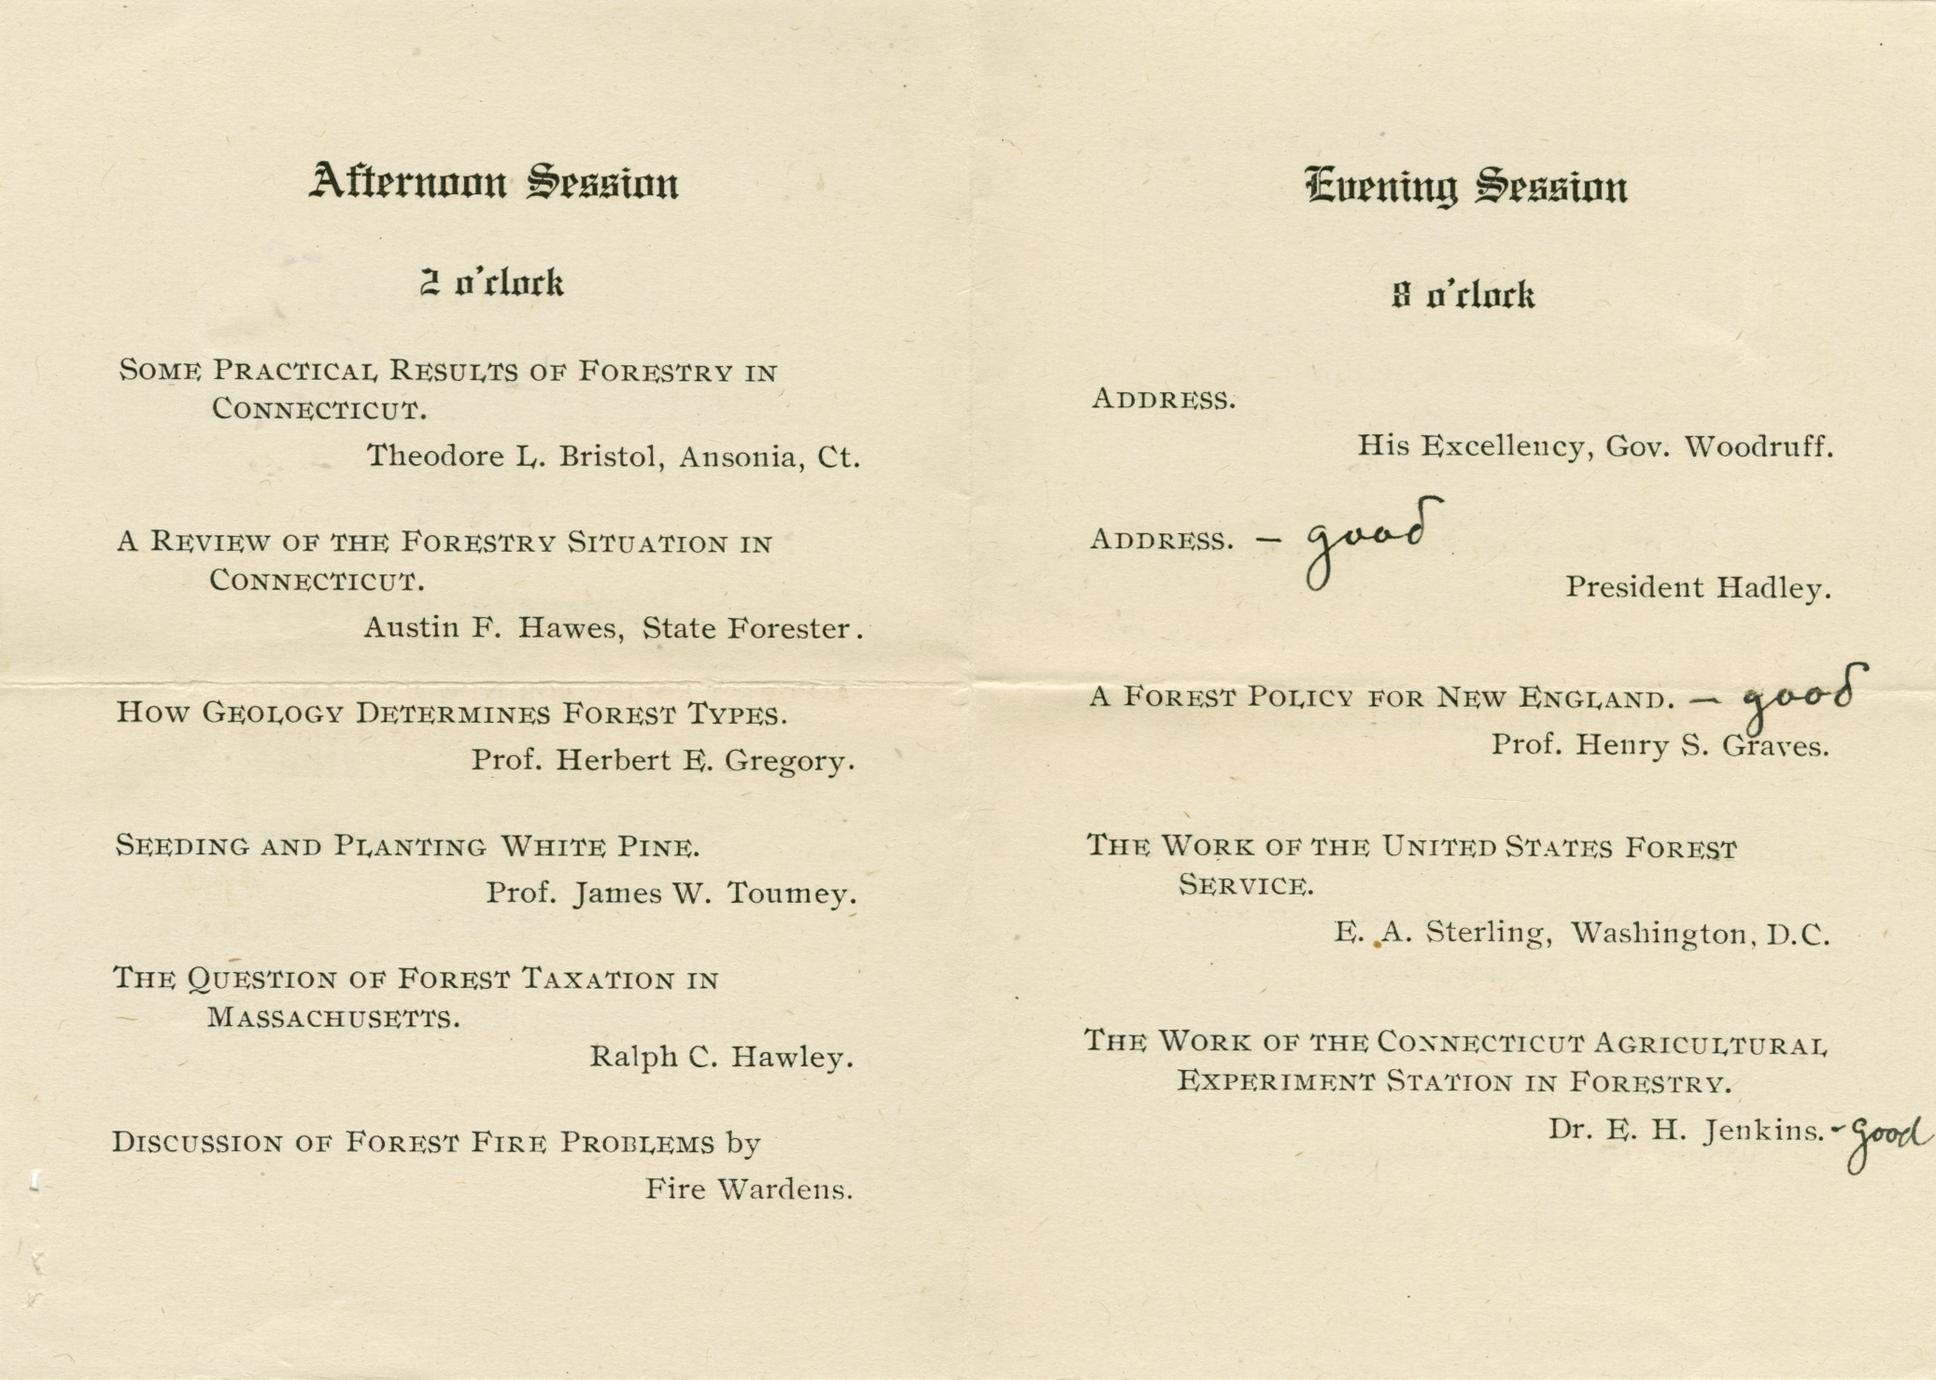 Afternoon Session
2 o'clock
Some Practical Results of Forestry in
Connecticut.
Theodore L. Bristol, Ansonia, Ct.
A Review of the Forestry Situation in
Connecticut.
Austin F. Hawes, State Forester.
How Geology Determines Forest Types.
Prof. Herbert E. Gregory.
Seeding and Planting White Pine.
Prof. James W. Toumey.
The Question of Forest Taxation in
Massachusetts.
Ralph C. Hawley.
Discussion of Forest Fire Problems by
Fire Wardens.
Evening Session
8 o'clock
Address.
His Excellency, Gov. Woodruff.
Address. – good
President Hadley.
A Forest Policy for New England. – good
Prof. Henry S. Graves.
The Work of the United States Forest
Service.
E. A. Sterling, Washington, D.C.
The Work of the Connecticut Agricultural
Experiment Station in Forestry.
Dr. E. H. Jenkins. - good